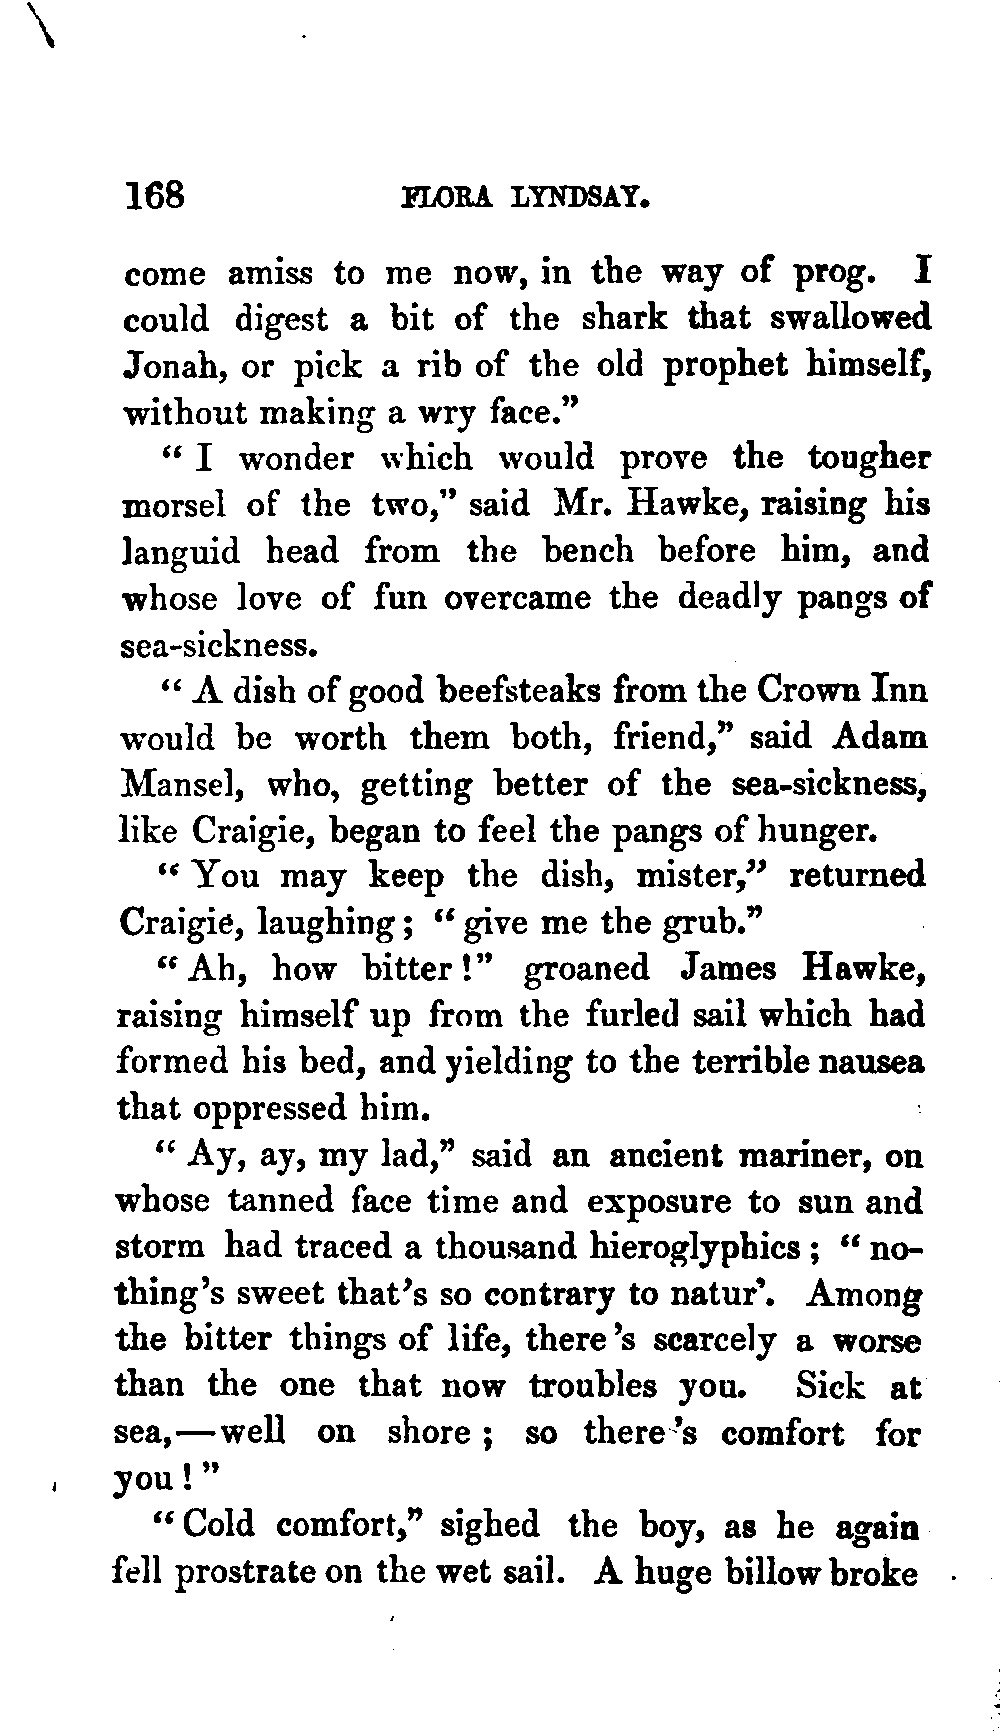 168 FLORA LYNDSAY.
come amiss to me now, in the way of prog. I
could digest a bit of the shark that swallowed
Jonah, or pick a rib of the old prophet himself,
without making a wry face."
" I wonder which would prove the tougher
morsel of the two," said Mr. Hawke, raising his
languid head from the bench before him, and
whose love of fun overcame the deadly pangs of
sea-sickness.
" A dish of good beefsteaks from the Crown Inn
would be worth them both, friend," said Adam
Mansel, who, getting better of the sea-sickness,
like Craigie, began to feel the pangs of hunger.
" You may keep the dish, mister," returned
Craigie, laughing ; " give me the grub."
" Ah, how bitter !" groaned James Hawke,
raising himself up from the furled sail which had
formed his bed, and yielding to the terrible nausea
that oppressed him.
" Ay, ay, my lad," said an ancient mariner, on
whose tanned face time and exposure to sun and
storm had traced a thousand hieroglyphics ; " no-
thing's sweet that's so contrary to natur'. Among
the bitter things of life, there 's scarcely a worse
than the one that now troubles you. Sick at
sea,—well on shore ; so there 's comfort for
you ! "
" Cold comfort," sighed the boy, as he again
fell prostrate on the wet sail. A huge billow broke